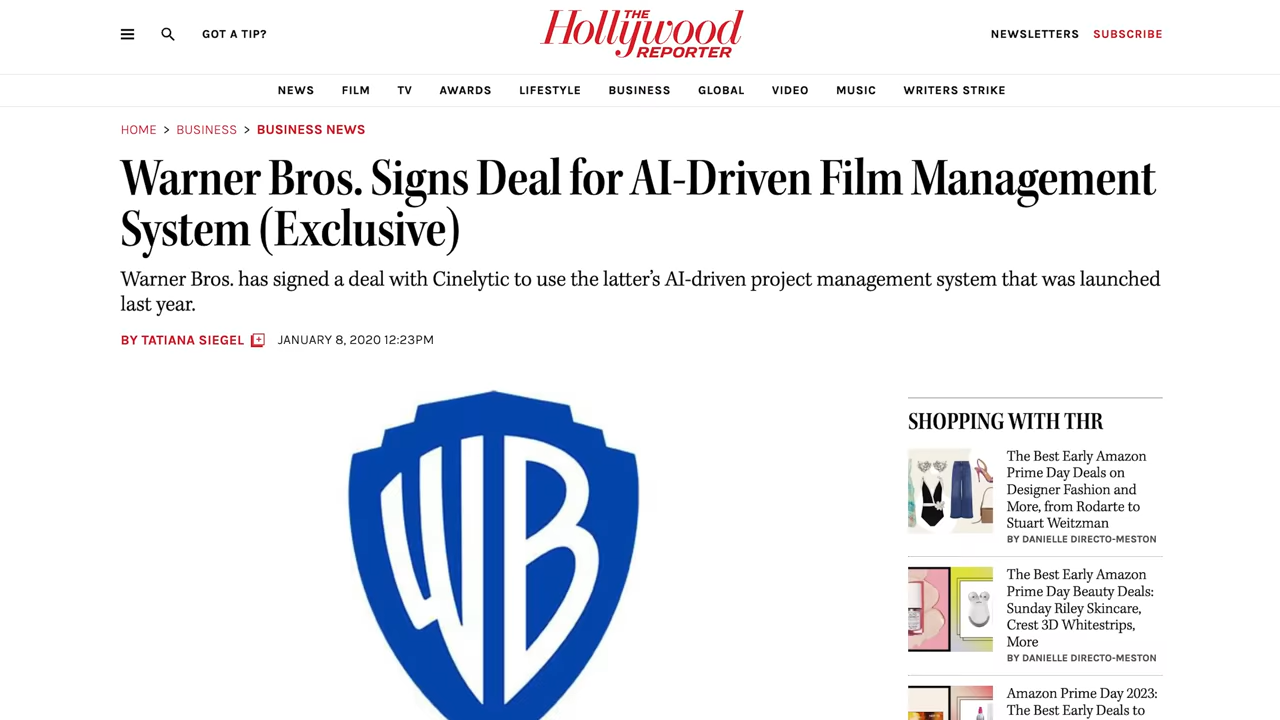 GOT A TIP?
THE
Hollywood
REPORTER
NEWSLETTERS SUBSCRIBE
NEWS FILM TV AWARDS LIFESTYLE BUSINESS GLOBAL VIDEO MUSIC WRITERS STRIKE
HOME > BUSINESS > BUSINESS NEWS
Warner Bros. Signs Deal for AI-Driven Film Management
System (Exclusive)
Warner Bros. has signed a deal with Cinelytic to use the latter’s AI-driven project management system that was launched
last year.
BY TATIANA SIEGEL JANUARY 8, 2020 12:23PM
WB
SHOPPING WITH THR
The Best Early Amazon
Prime Day Deals on
Designer Fashion and
More, from Rodarte to
Stuart Weitzman
BY DANIELLE DIRECTO-MESTON
The Best Early Amazon
Prime Day Beauty Deals:
Sunday Riley Skincare,
Crest 3D Whitestrips,
More
BY DANIELLE DIRECTO-MESTON
Amazon Prime Day 2023:
The Best Early Deals to